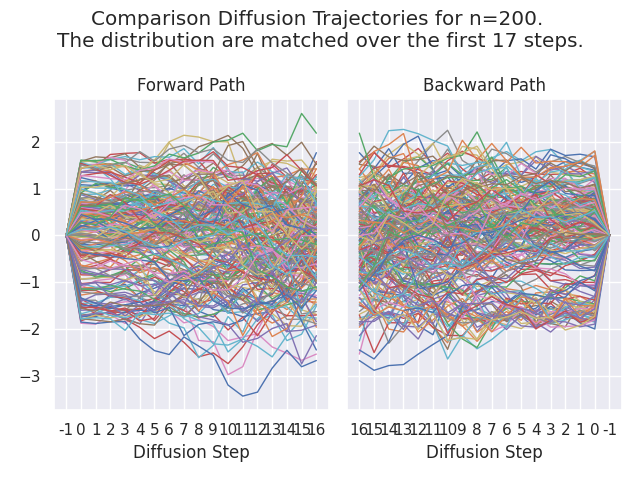 Comparison Diffusion Trajectories for n=200.
The distribution are matched over the first 17 steps.
Forward Path
Backward Path
2
1
0
−1
−2
−3
-1 0 1 2 3 4 5 6 7 8 9 10 11 12 13 14 15 16
16 15 14 13 12 11 10 9 8 7 6 5 4 3 2 1 0 -1
Diffusion Step
Diffusion Step